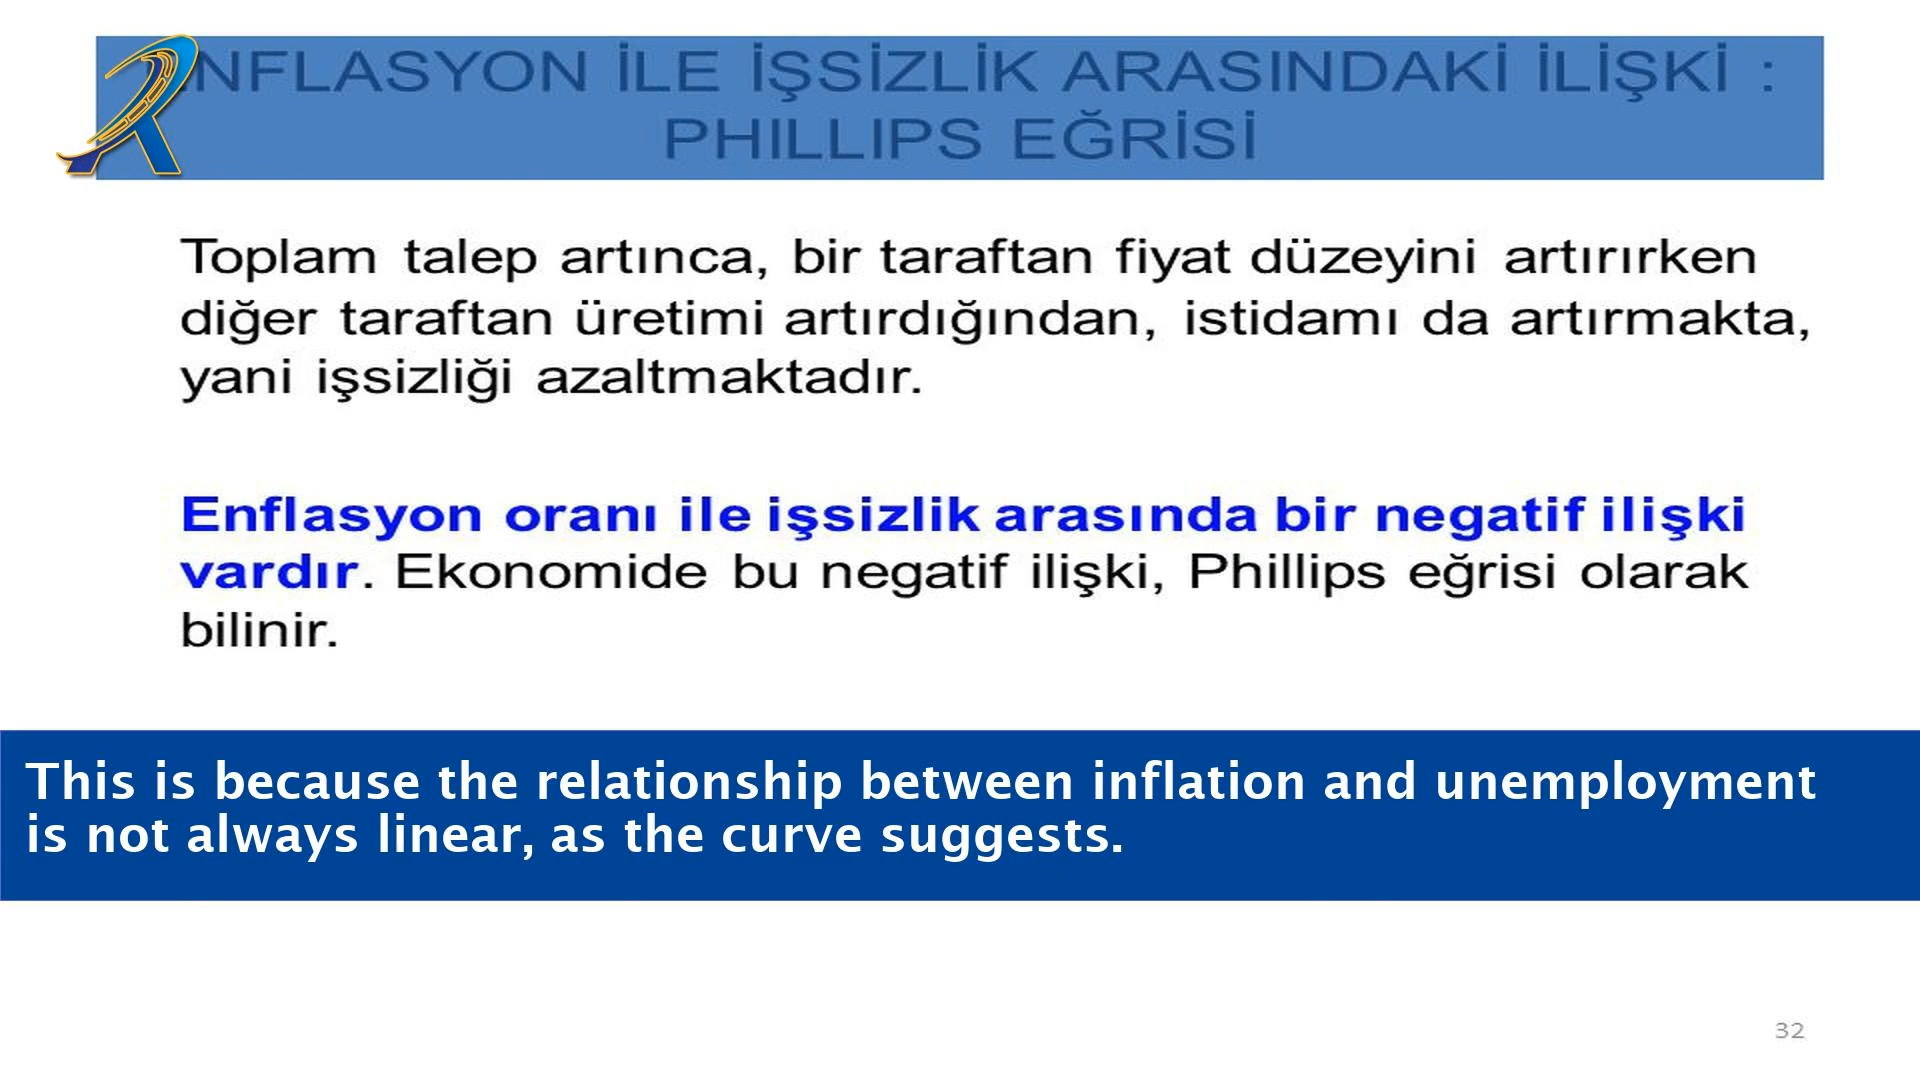 ENFLASYON İLE İŞSİZLİK ARASINDAKİ İLİŞKİ :
PHILLIPS EĞRİSİ
Toplam talep artınca, bir taraftan fiyat düzeyini artırırken
diğer taraftan üretimi artırdığından, istidamı da artırmakta,
yani işsizliği azaltmaktadır.
Enflasyon oranı ile işsizlik arasında bir negatif ilişki
vardır. Ekonomide bu negatif ilişki, Phillips eğrisi olarak
bilinir.
This is because the relationship between inflation and unemployment
is not always linear, as the curve suggests.
32